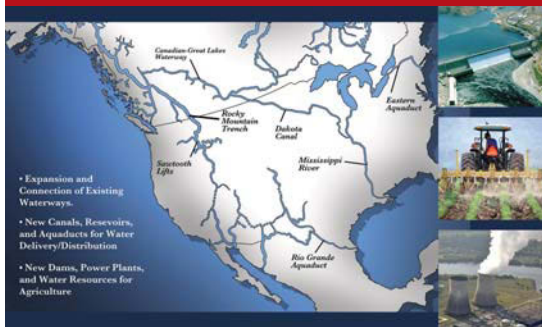 Canadian-Great Lakes
Waterway
Eastern
Aquaduct
Rocky
Mountain
Trench
Dakota
Canal
Sawtooth
Lifts
Mississippi
River
Rio Grande
Aquaduct
• Expansion and
Connection of Existing
Waterways.
• New Canals, Resevoirs,
and Aquaducts for Water
Delivery/Distribution
• New Dams, Power Plants,
and Water Resources for
Agriculture